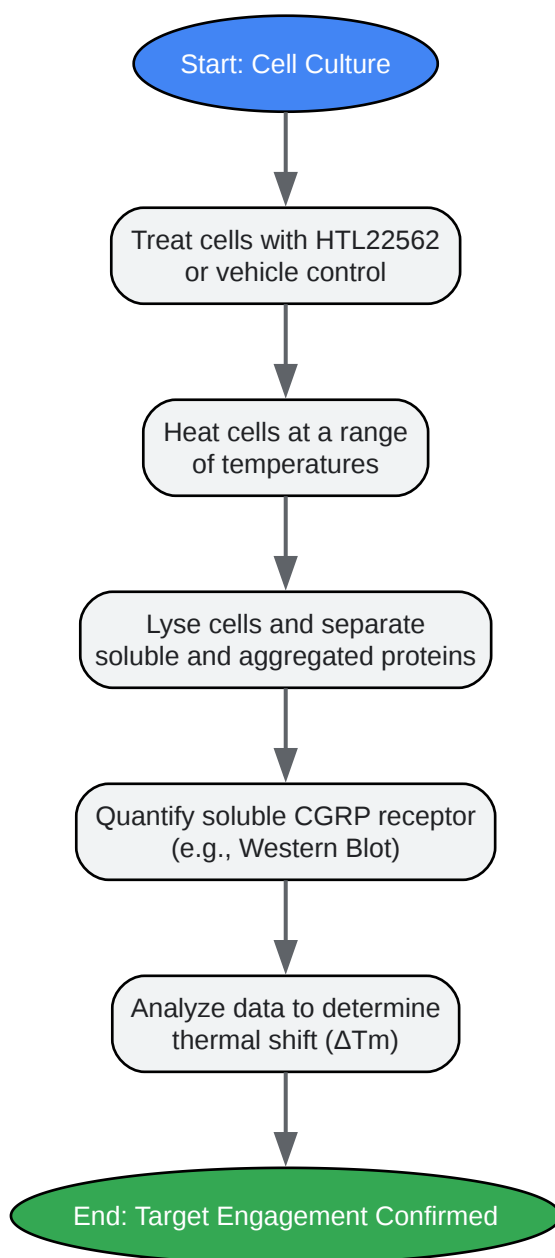 Start: Cell Culture
Treat cells with HTL22562
or vehicle control
Heat cells at a range
of temperatures
Lyse cells and separate
soluble and aggregated proteins
Quantify soluble CGRP receptor
(e.g., Western Blot)
Analyze data to determine
thermal shift (ΔTm)
End: Target Engagement Confirmed